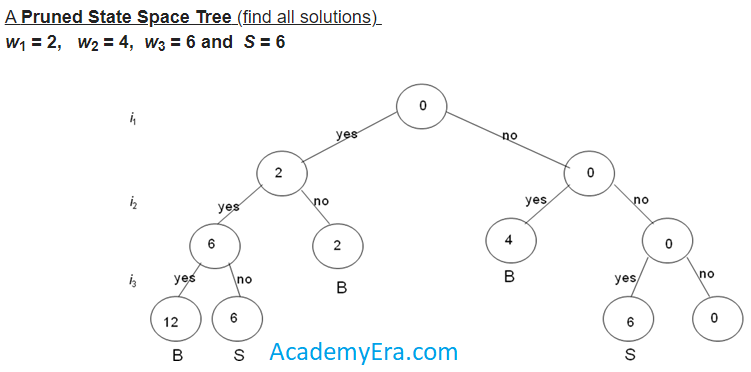 A Pruned State Space Tree (find all solutions)
w1 = 2, w2 = 4, w3 = 6 and S = 6
0
i1
yes
no
2
0
i2
yes
no
yes
no
6
2
4
0
i3
yes
no
B
B
yes
no
12
6
6
0
B
S
AcademyEra.com
S